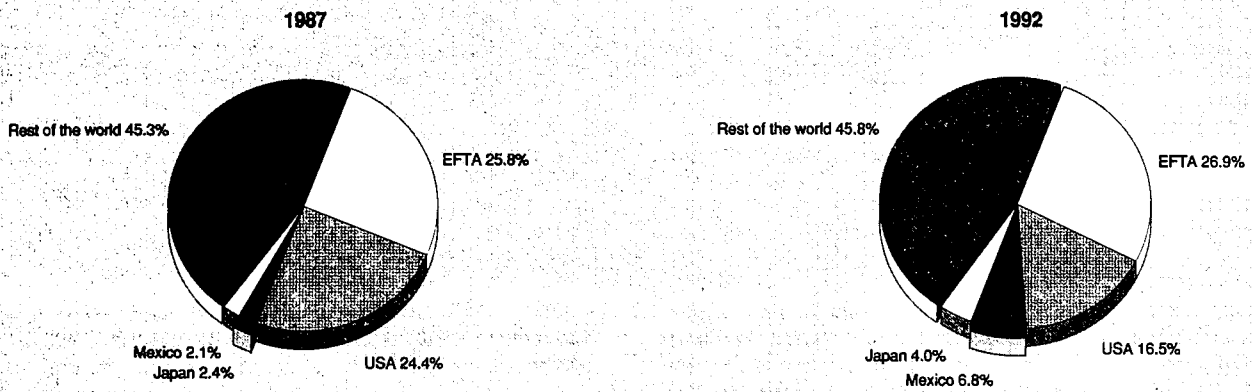 1987
Rest of the world 45.3%
EFTA 25.8%
Mexico 2.1%
Japan 2.4%
USA 24.4%
1992
Rest of the world 45.8%
EFTA 26.9%
Japan 4.0%
Mexico 6.8%
USA 16.5%